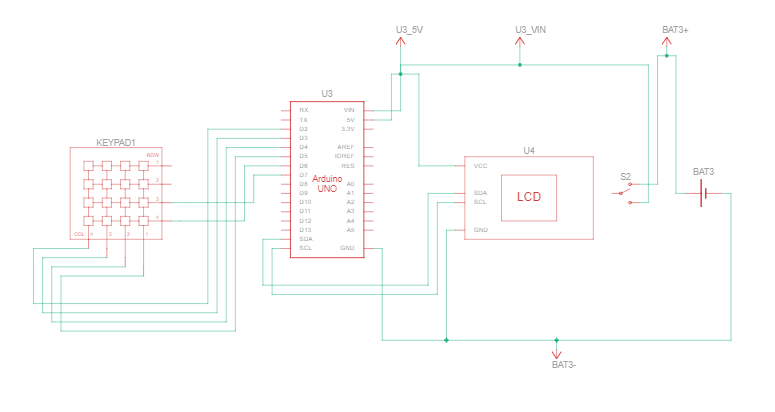 U3_5V
U3_VIN
BAT3+
U3
RX
TX
D2
D3
D4
D5
D6
D7
D8
D9
D10
D11
D12
D13
SDA
SCL
VIN
5V
3.3V
AREF
IOREF
RES
A0
A1
A2
A3
A4
A5
GND
Arduino
UNO
KEYPAD1
ROW
1
2
3
4
COL
4
3
2
1
U4
VCC
SDA
SCL
GND
LCD
S2
BAT3
BAT3-